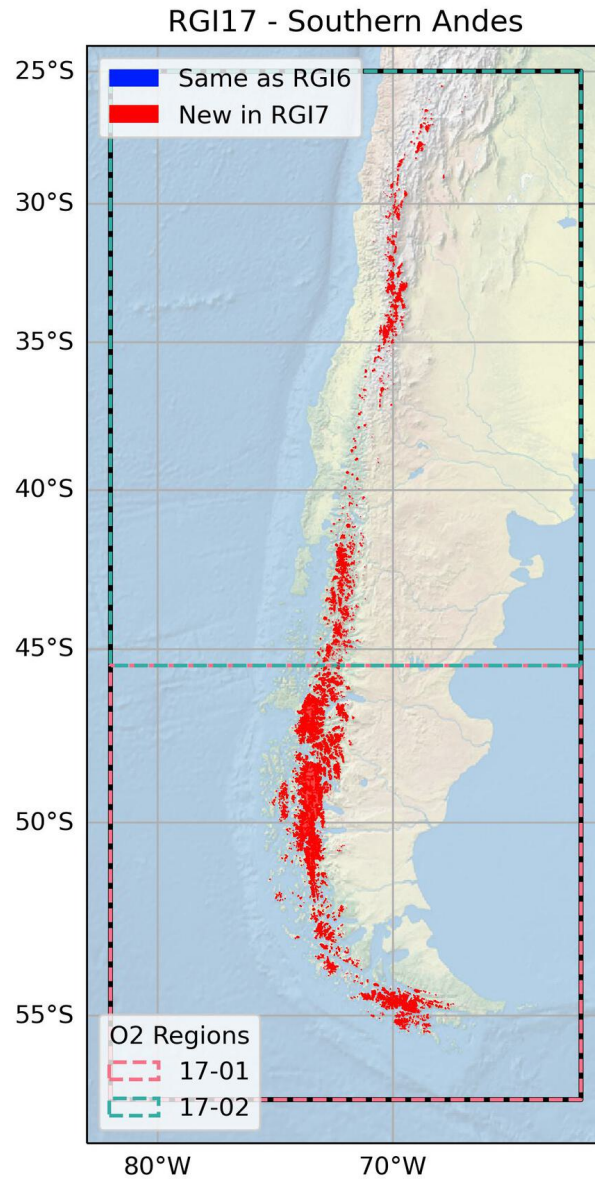 RGI17 - Southern Andes
25°S
Same as RGI6
New in RGI7
30°S
35°S
40°S
45°S
50°S
55°S
O2 Regions
17-01
17-02
80°W
70°W